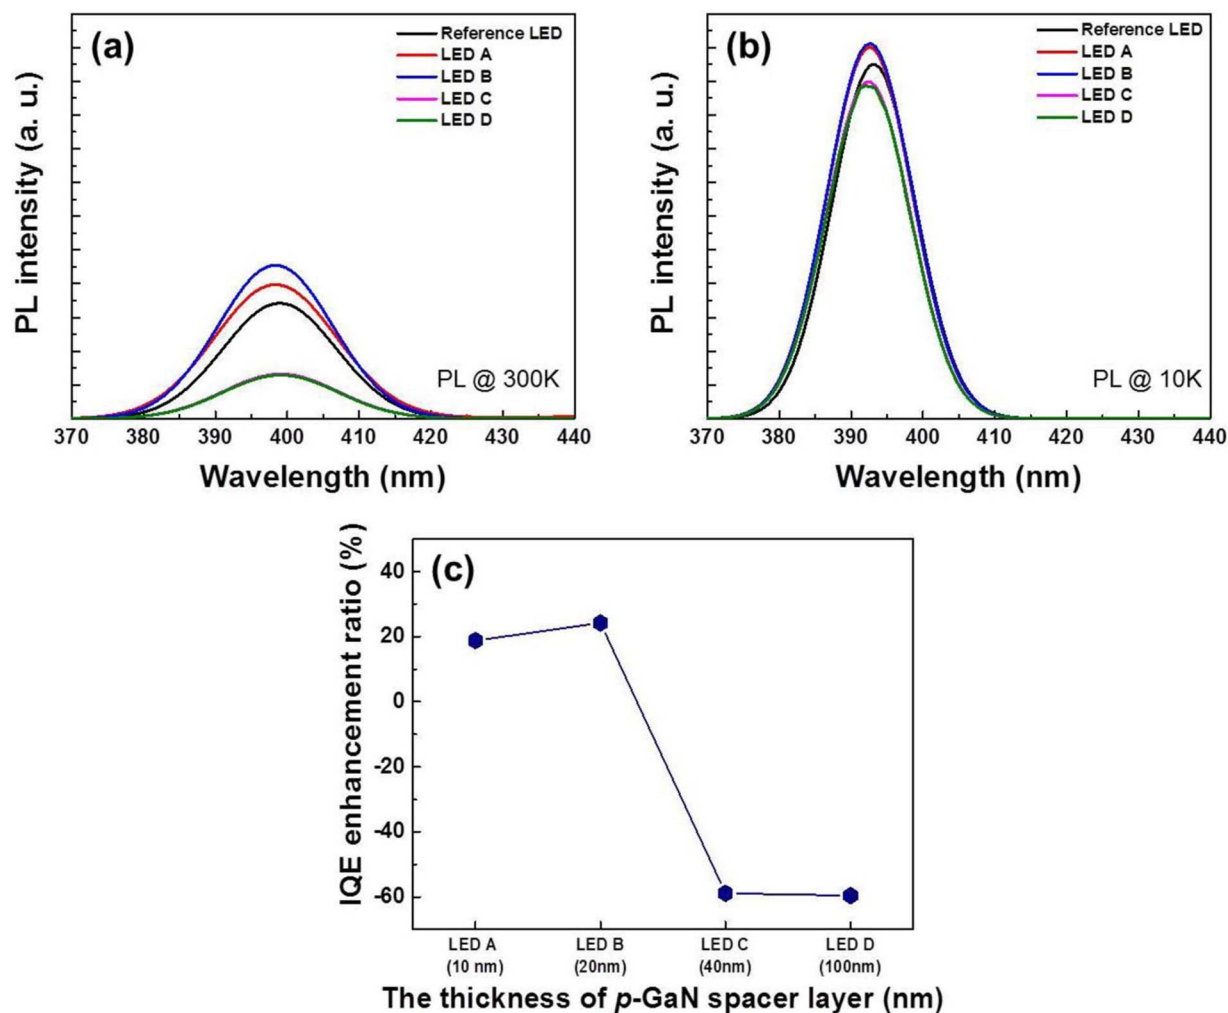 (a)
Reference LED
LED A
LED B
LED C
LED D
PL intensity (a. u.)
PL @ 300K
370 380 390 400 410 420 430 440
Wavelength (nm)
(b)
Reference LED
LED A
LED B
LED C
LED D
PL intensity (a. u.)
PL @ 10K
370 380 390 400 410 420 430 440
Wavelength (nm)
(c)
IQE enhancement ratio (%)
40
20
0
-20
-40
-60
LED A LED B LED C LED D
(10 nm) (20nm) (40nm) (100nm)
The thickness of p-GaN spacer layer (nm)